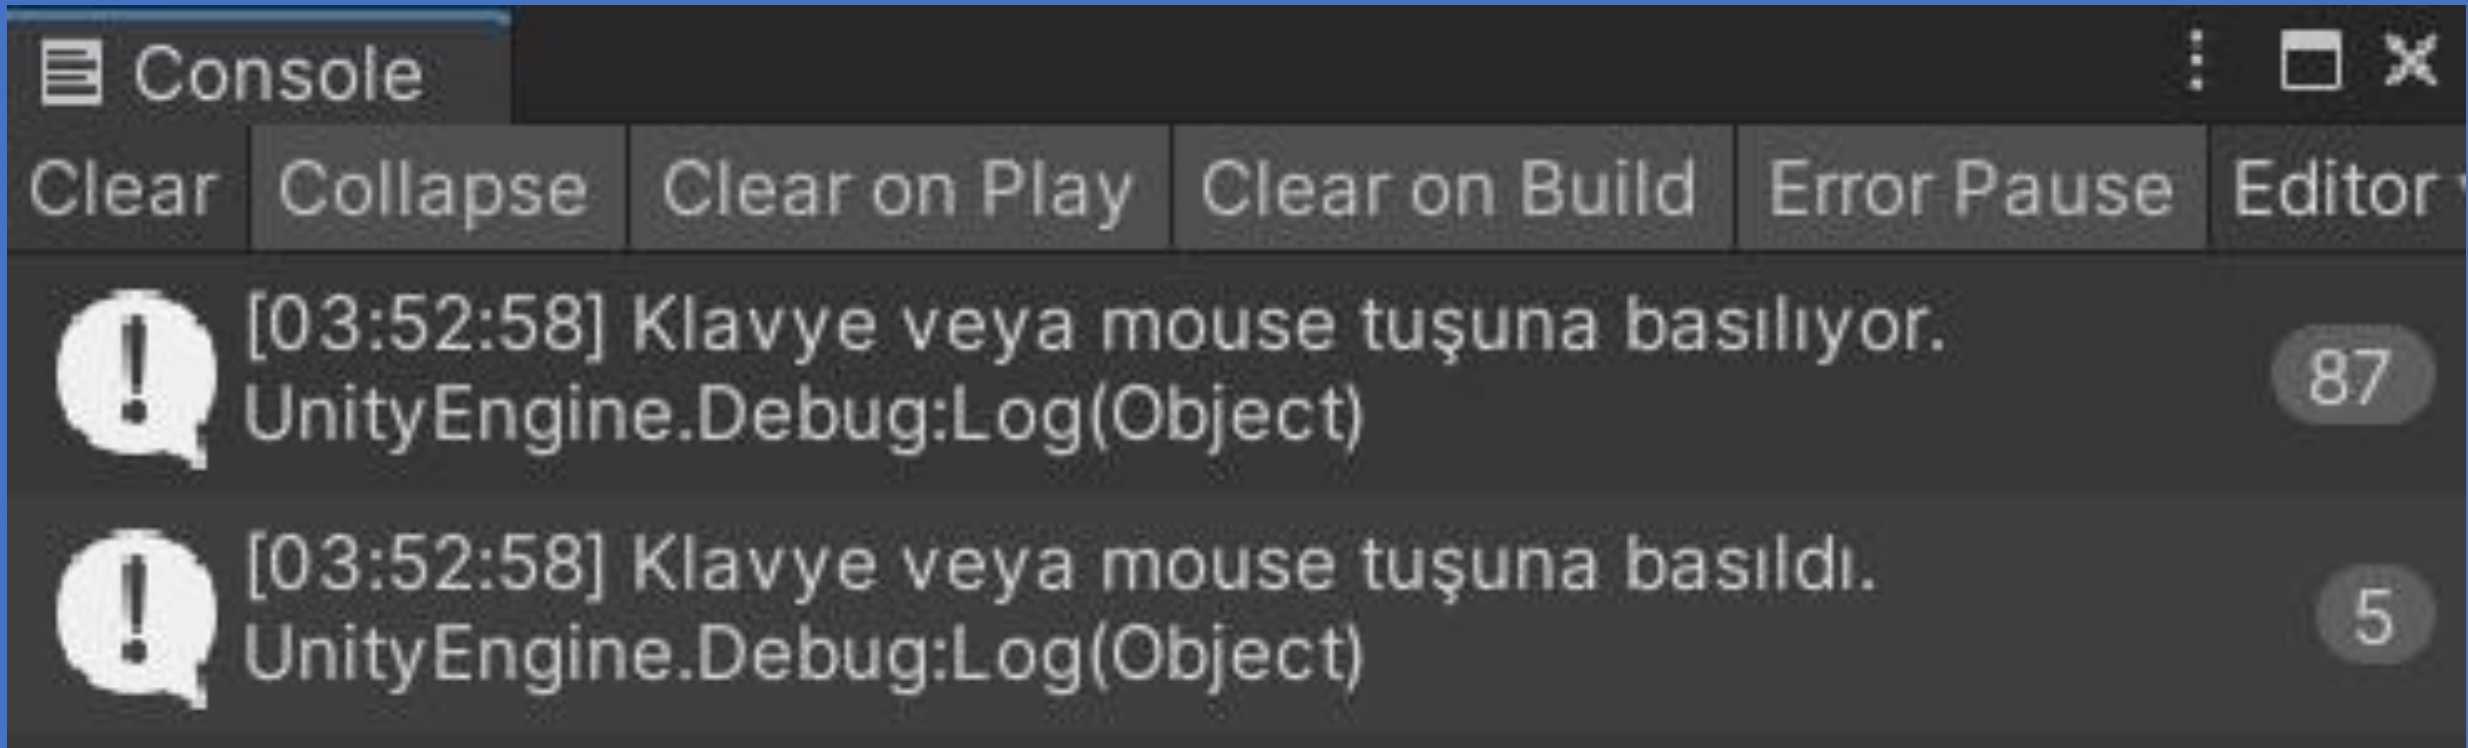 Console
Clear Collapse Clear on Play Clear on Build Error Pause Editor
[03:52:58] Klavye veya mouse tuşuna basılıyor.
UnityEngine.Debug:Log(Object)
87
[03:52:58] Klavye veya mouse tuşuna basıldı.
UnityEngine.Debug:Log(Object)
5